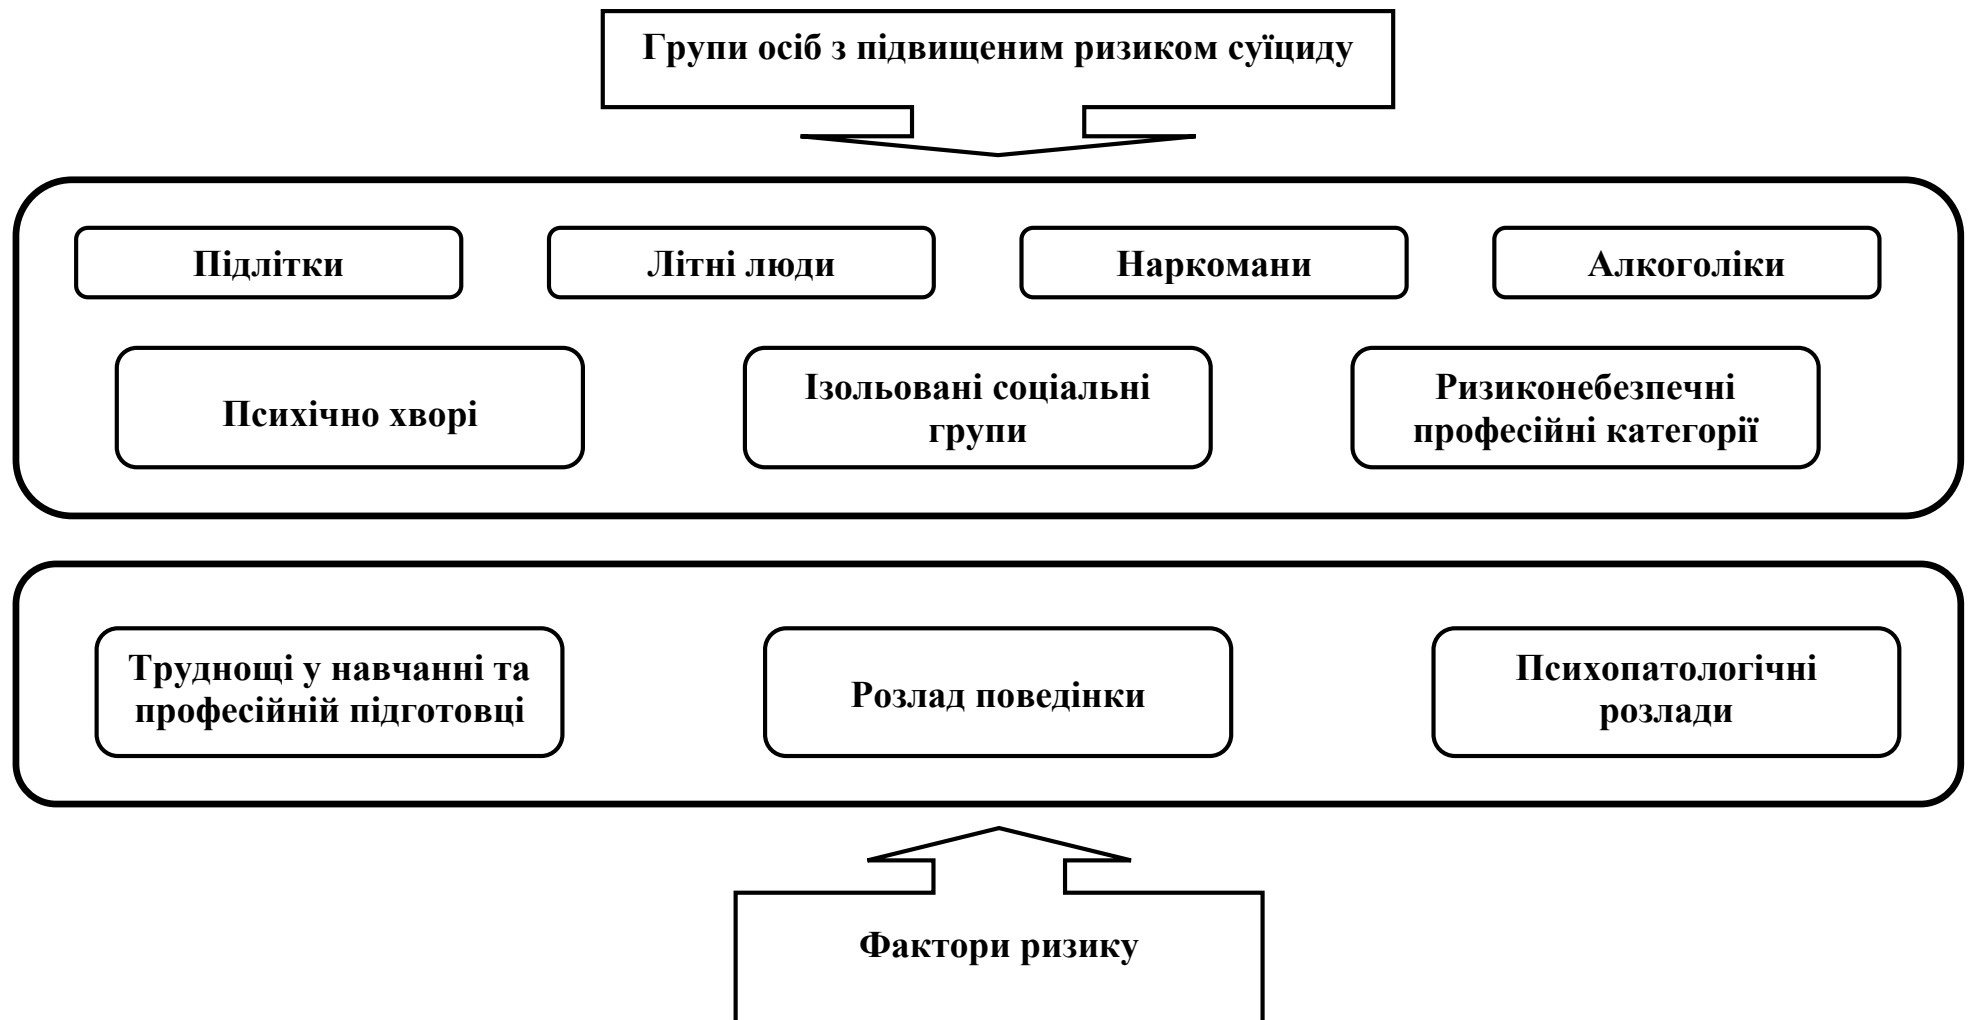 Групи осіб з підвищеним ризиком суїциду
Підлітки
Літні люди
Наркомани
Алкоголіки
Психічно хворі
Ізольовані соціальні
групи
Ризиконебезпечні
професійні категорії
Труднощі у навчанні та
професійній підготовці
Розлад поведінки
Психопатологічні
розлади
Фактори ризику